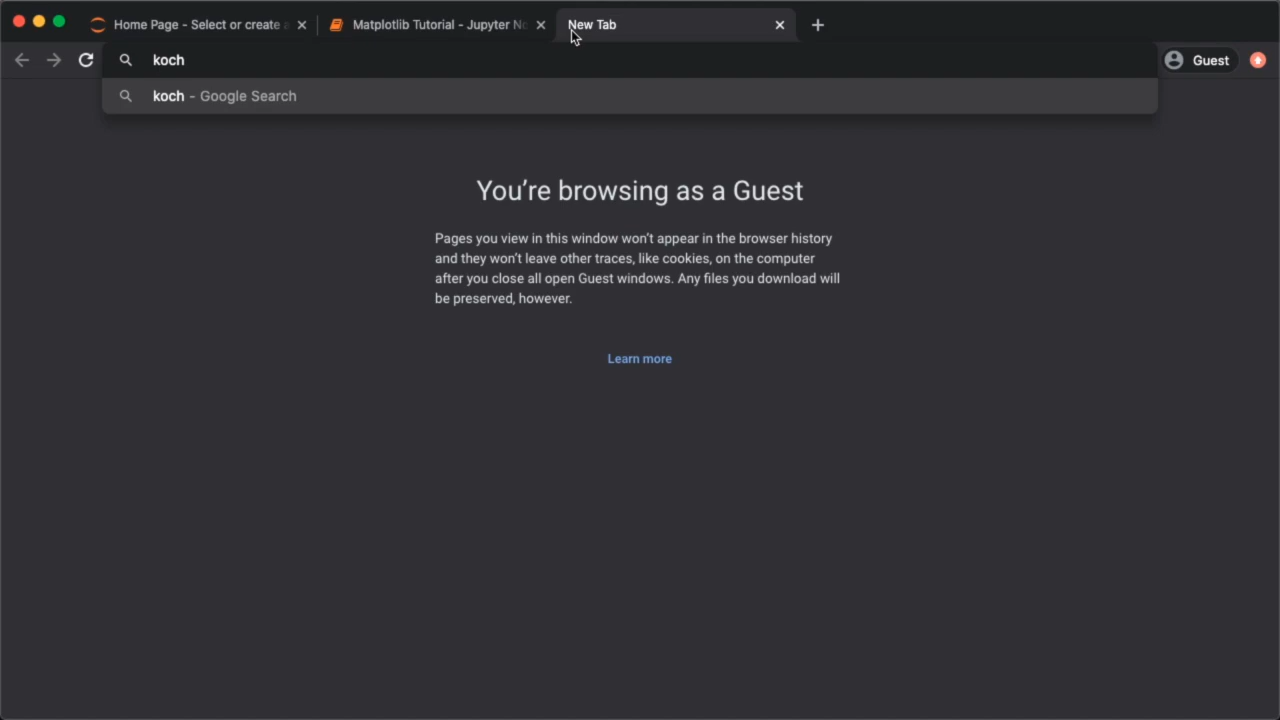 Home Page - Select or create a
Matplotlib Tutorial - Jupyter No
New Tab
koch
Guest
koch - Google Search
You're browsing as a Guest
Pages you view in this window won't appear in the browser history
and they won't leave other traces, like cookies, on the computer
after you close all open Guest windows. Any files you download will
be preserved, however.
Learn more